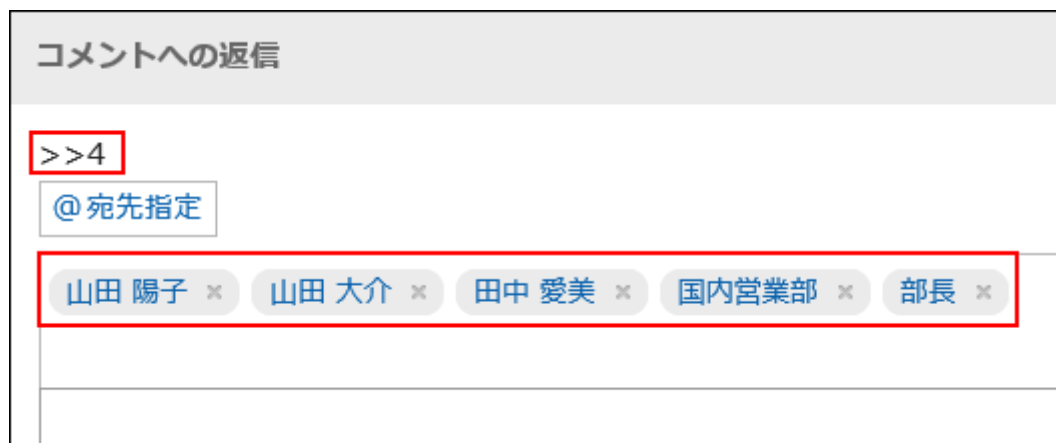 コメントへの返信
>>4
@宛先指定
山田 陽子 × 山田 大介 × 田中 愛美 × 国内営業部 × 部長 ×